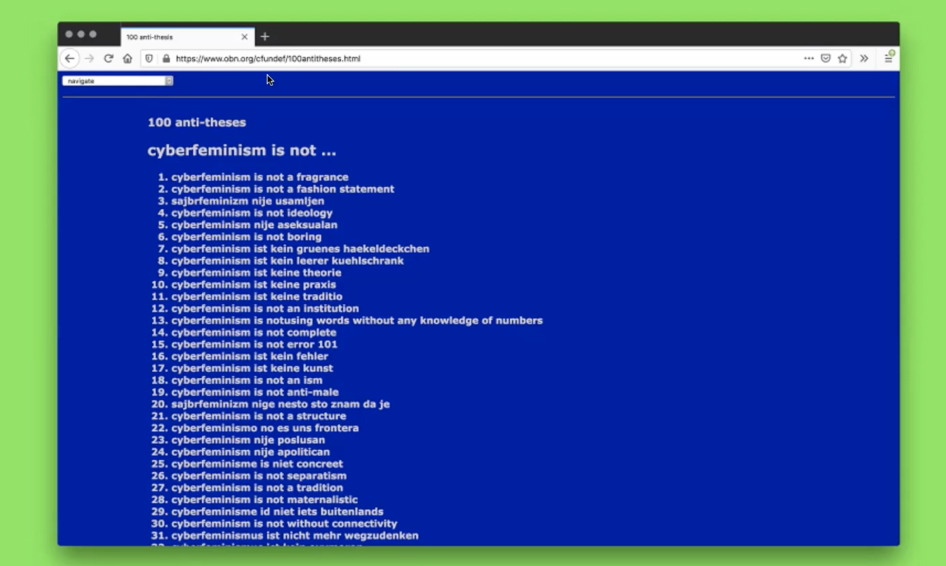 100 anti-thesis
https://www.obn.org/cfundef/100antitheses.html
navigate
100 anti-theses
cyberfeminism is not ...
1. cyberfeminism is not a fragrance
2. cyberfeminism is not a fashion statement
3. sajbrfeminizm nije usamljen
4. cyberfeminism is not ideology
5. cyberfeminism nije aseksualan
6. cyberfeminism is not boring
7. cyberfeminism ist kein gruenes haekeldeckchen
8. cyberfeminism ist kein leerer kuehlschrank
9. cyberfeminism ist keine theorie
10. cyberfeminism ist keine praxis
11. cyberfeminism ist keine traditio
12. cyberfeminism is not an institution
13. cyberfeminism is notusing words without any knowledge of numbers
14. cyberfeminism is not complete
15. cyberfeminism is not error 101
16. cyberfeminism ist kein fehler
17. cyberfeminism ist keine kunst
18. cyberfeminism is not an ism
19. cyberfeminism is not anti-male
20. sajbrfeminizm nige nesto sto znam da je
21. cyberfeminism is not a structure
22. cyberfeminismo no es uns frontera
23. cyberfeminism nije poslusan
24. cyberfeminism nije apolitican
25. cyberfeminisme is niet concreet
26. cyberfeminism is not separatism
27. cyberfeminism is not a tradition
28. cyberfeminism is not maternalistic
29. cyberfeminisme id niet iets buitenlands
30. cyberfeminism is not without connectivity
31. cyberfeminismus ist nicht mehr wegzudenken